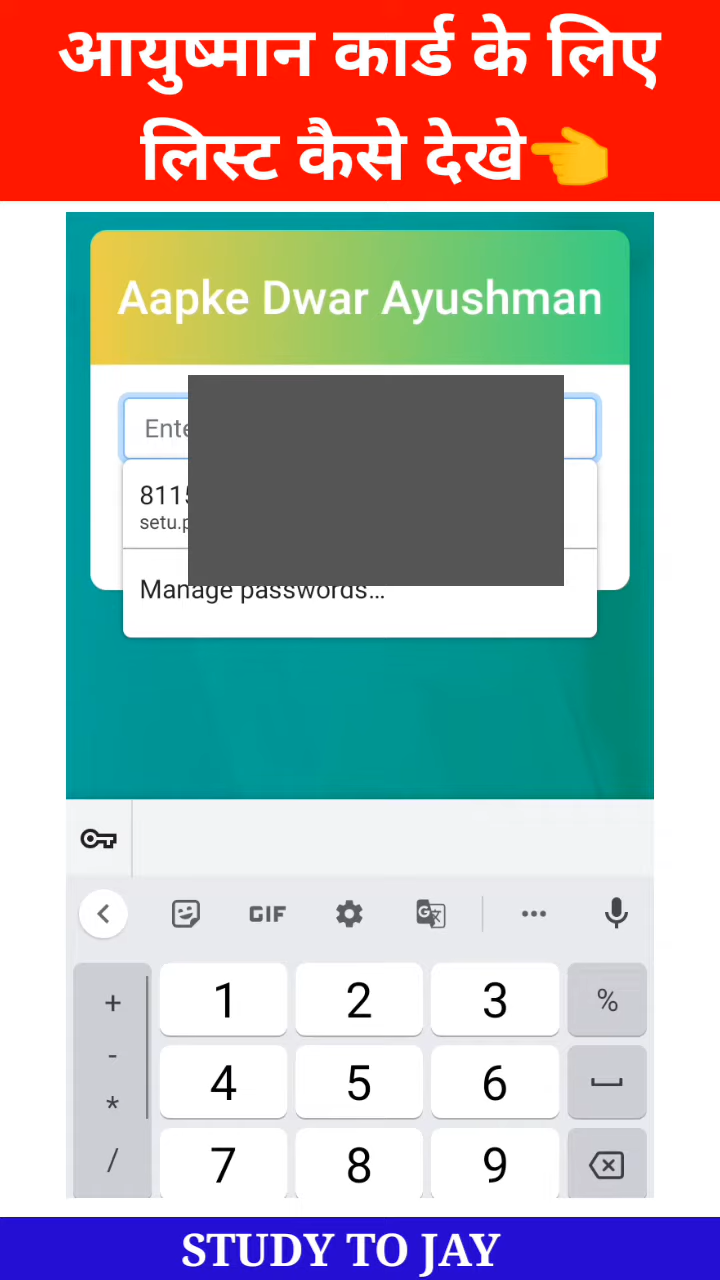 आयुष्मान कार्ड के लिए
लिस्ट कैसे देखे👈
Aapke Dwar Ayushman
Manage passwords...
GIF
+ 1 2 3 %
-
4 5 6
*
/ 7 8 9
STUDY TO JAY